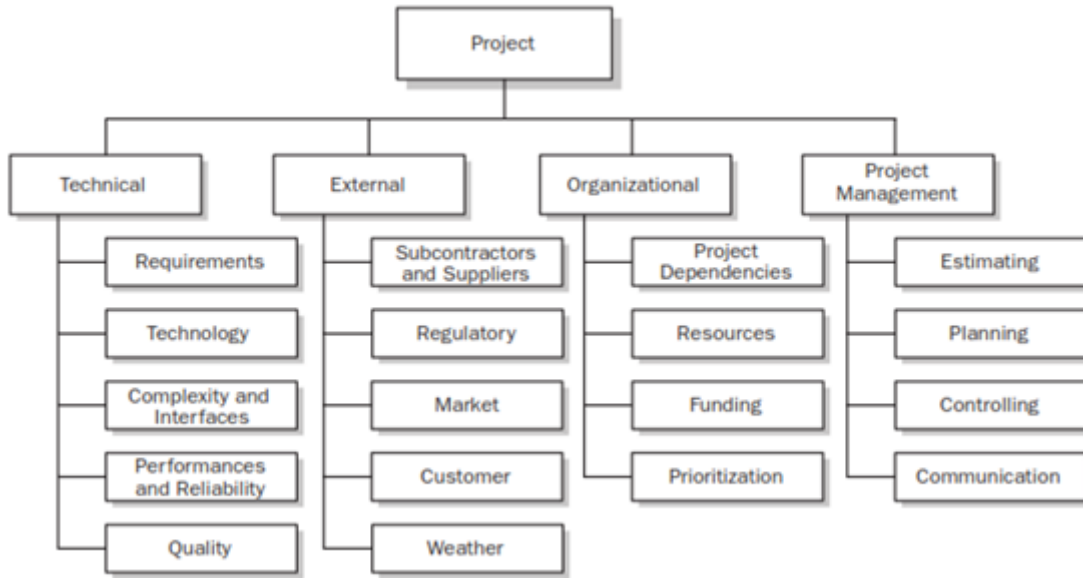 Project
Technical
External
Organizational
Project
Management
Requirements
Technology
Complexity and
Interfaces
Performances
and Reliability
Quality
Subcontractors
and Suppliers
Regulatory
Market
Customer
Weather
Project
Dependencies
Resources
Funding
Prioritization
Estimating
Planning
Controlling
Communication